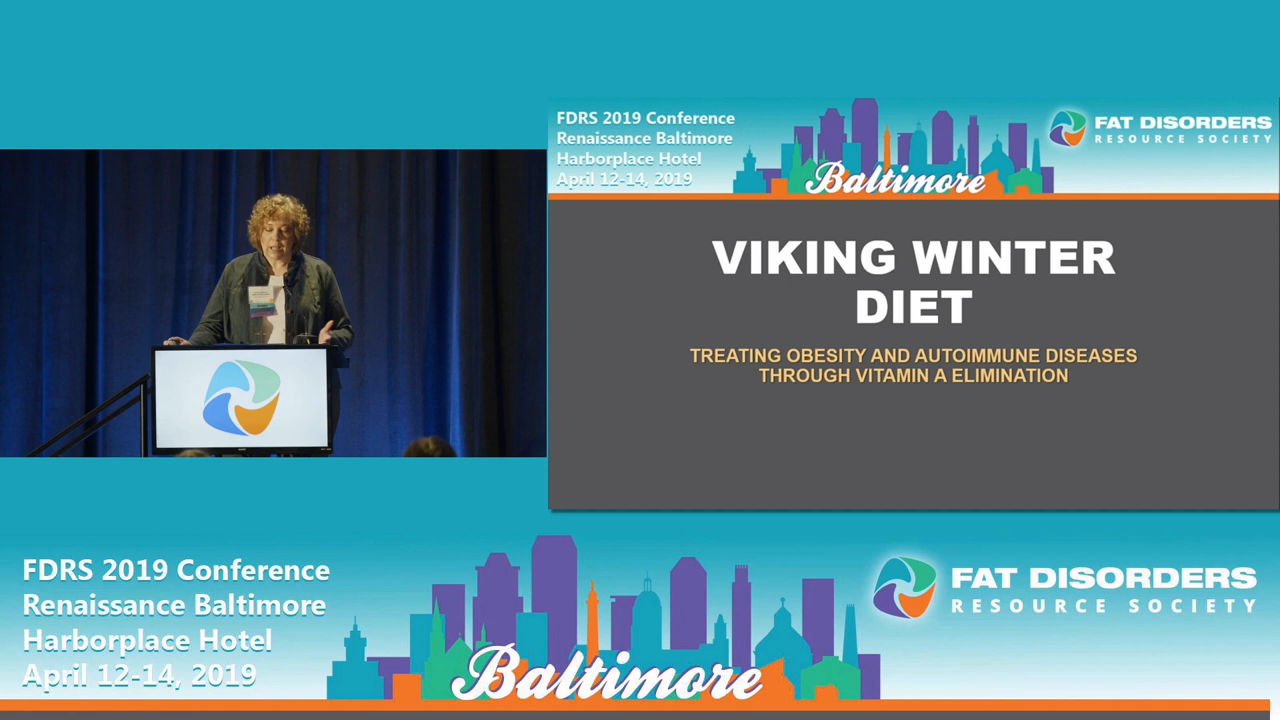 FDRS 2019 Conference
Renaissance Baltimore
Harborplace Hotel
April 12-14, 2019
Baltimore
FAT DISORDERS
RESOURCE SOCIETY
VIKING WINTER
DIET
TREATING OBESITY AND AUTOIMMUNE DISEASES
THROUGH VITAMIN A ELIMINATION
FDRS 2019 Conference
Renaissance Baltimore
Harborplace Hotel
April 12-14, 2019
Baltimore
FAT DISORDERS
RESOURCE SOCIETY